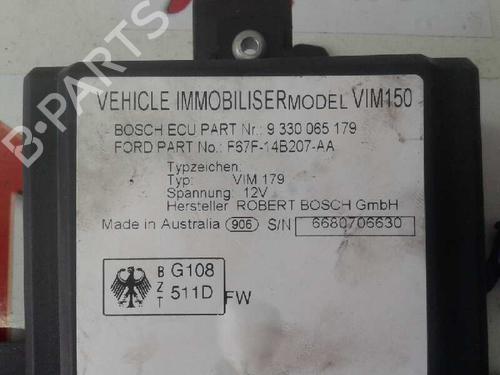 VEHICLE IMMOBILISER MODEL VIM150
BOSCH ECU PART Nr.: 9 330 065 179
FORD PART No.: F67F-14B207-AA
Typzeichen:
Typ: VIM 179
Spannung: 12V
Hersteller ROBERT BOSCH GmbH
Made in Australia 906 S/N 6680706630
BZT G108
511D FW